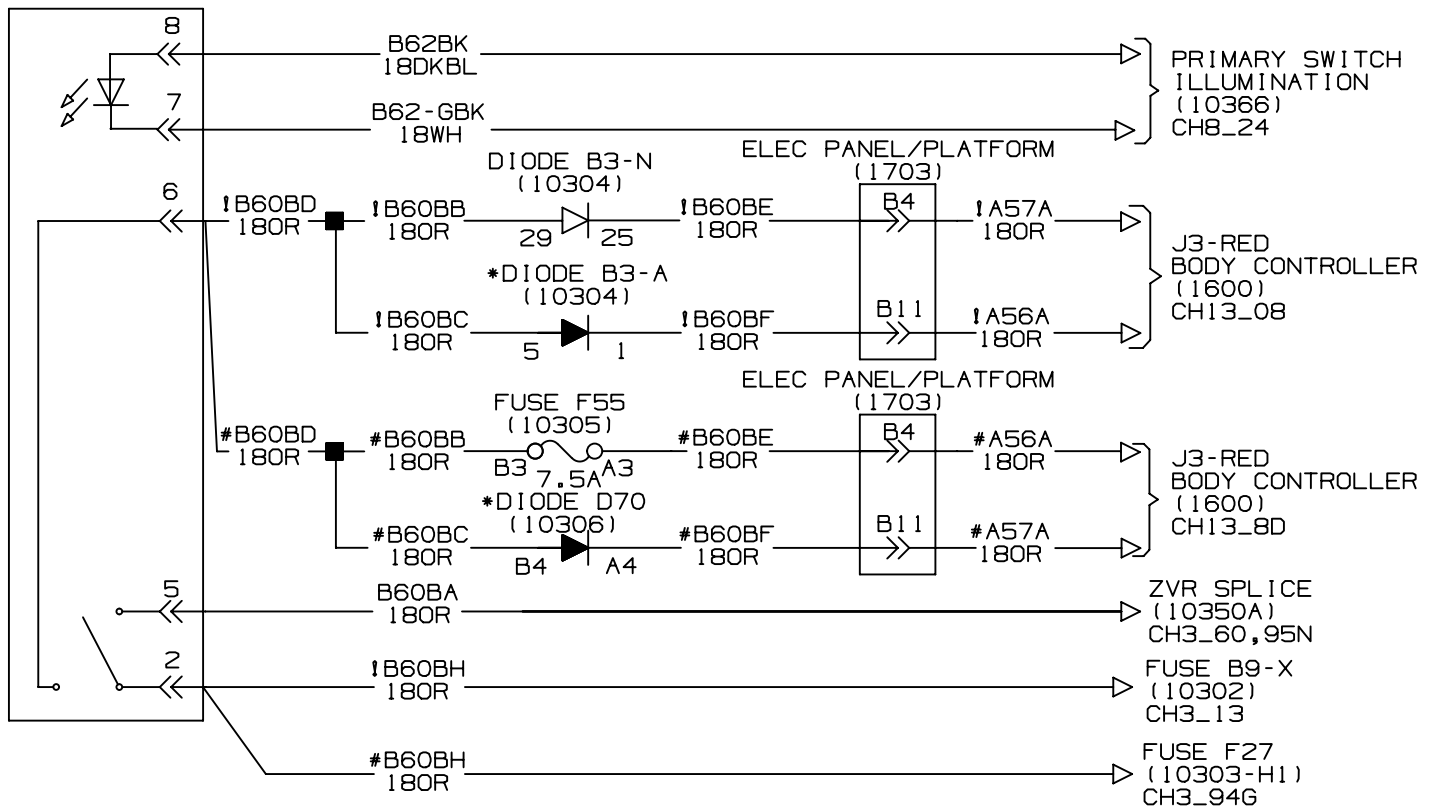 8
B62BK
18DKBL
PRIMARY SWITCH
ILLUMINATION
(10366)
CH8_24
7
B62-GBK
18WH
ELEC PANEL/PLATFORM
(1703)
DIODE B3-N
(10304)
6
!B60BD
180R
!B60BB
180R
29
25
!B60BE
180R
B4
!A57A
180R
J3-RED
BODY CONTROLLER
(1600)
CH13_08
*DIODE B3-A
(10304)
!B60BC
180R
5
1
!B60BF
180R
B11
!A56A
180R
ELEC PANEL/PLATFORM
(1703)
FUSE F55
(10305)
#B60BD
180R
#B60BB
180R
B3
A3
7.5A
#B60BE
180R
B4
#A56A
180R
J3-RED
BODY CONTROLLER
(1600)
CH13_8D
*DIODE D70
(10306)
#B60BC
180R
B4
A4
#B60BF
180R
B11
#A57A
180R
5
B60BA
180R
ZVR SPLICE
(10350A)
CH3_60,95N
2
!B60BH
180R
FUSE B9-X
(10302)
CH3_13
#B60BH
180R
FUSE F27
(10303-H1)
CH3_94G